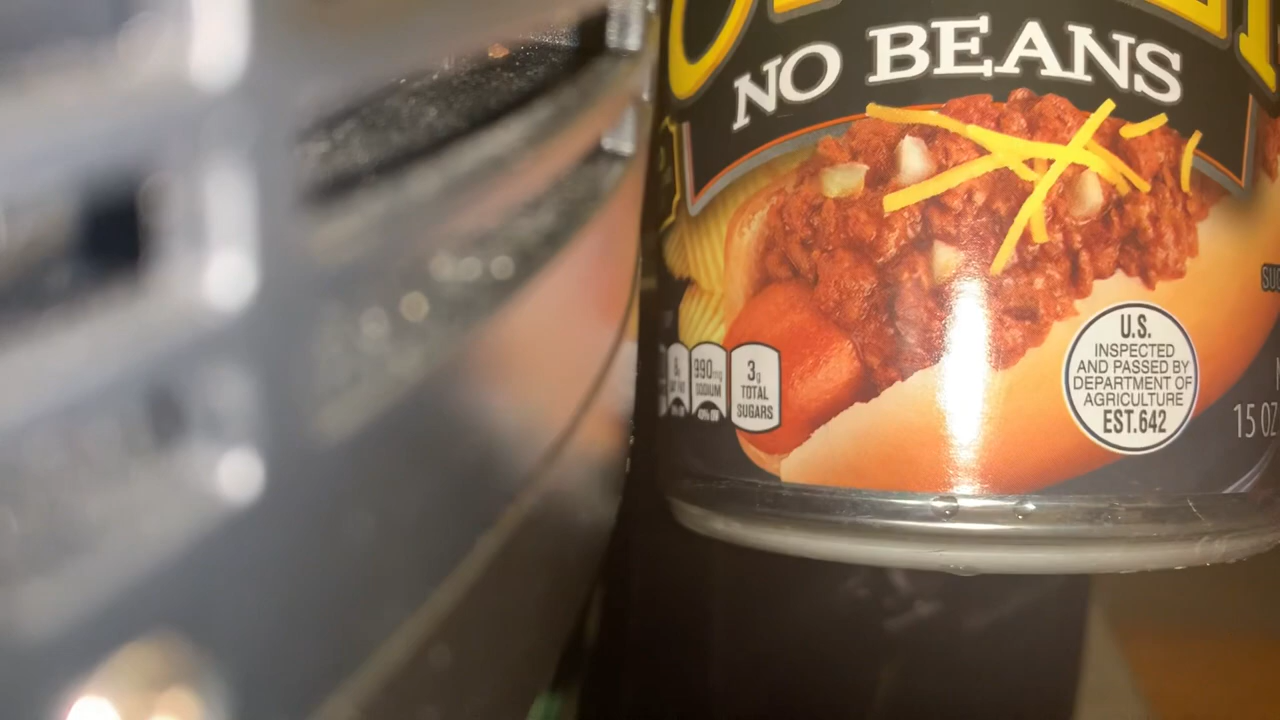 NO BEANS
990mg
SODIUM
3g
TOTAL
SUGARS
U.S.
INSPECTED
AND PASSED BY
DEPARTMENT OF
AGRICULTURE
EST.642
15 OZ